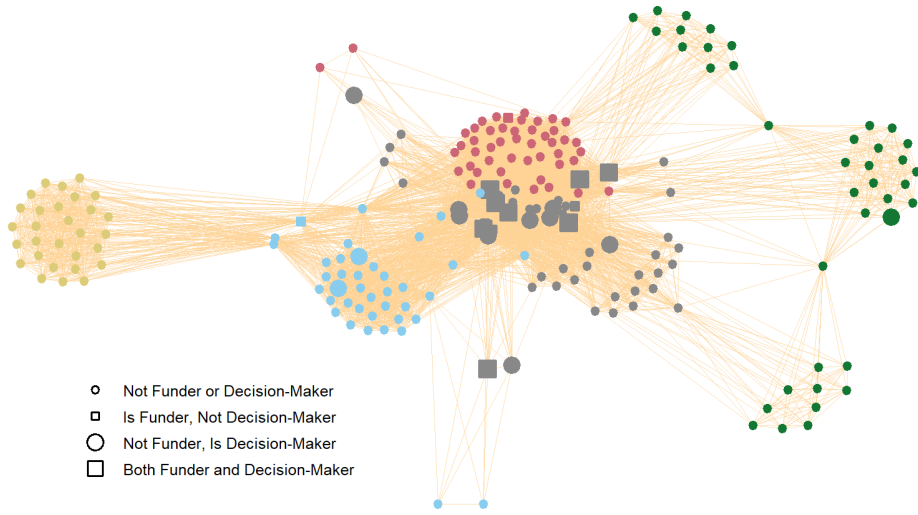 Not Funder or Decision-Maker
Is Funder, Not Decision-Maker
Not Funder, Is Decision-Maker
Both Funder and Decision-Maker